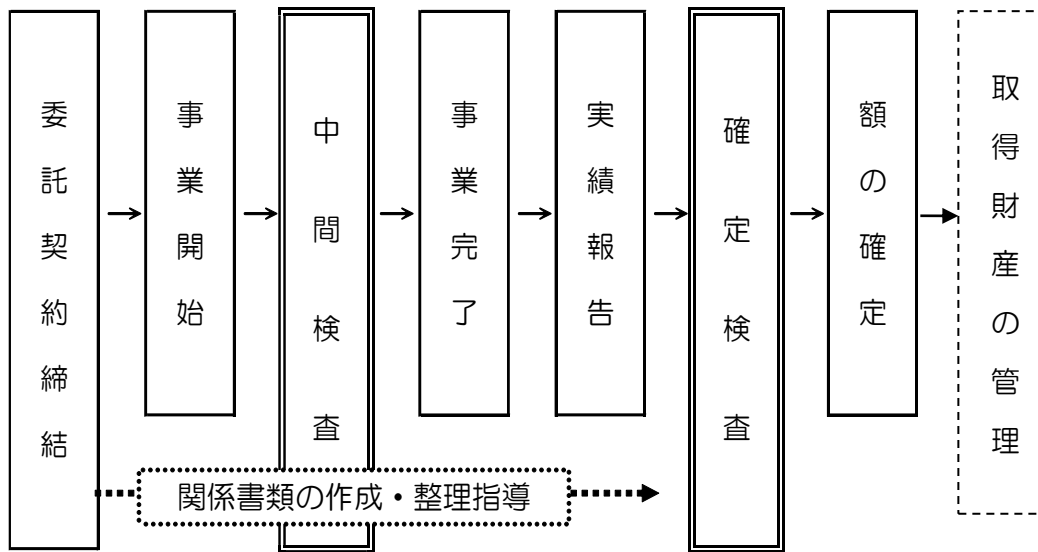 委託契約締結
事業開始
中間検査
事業完了
実績報告
確定検査
額の確定
取得財産の管理
関係書類の作成・整理指導